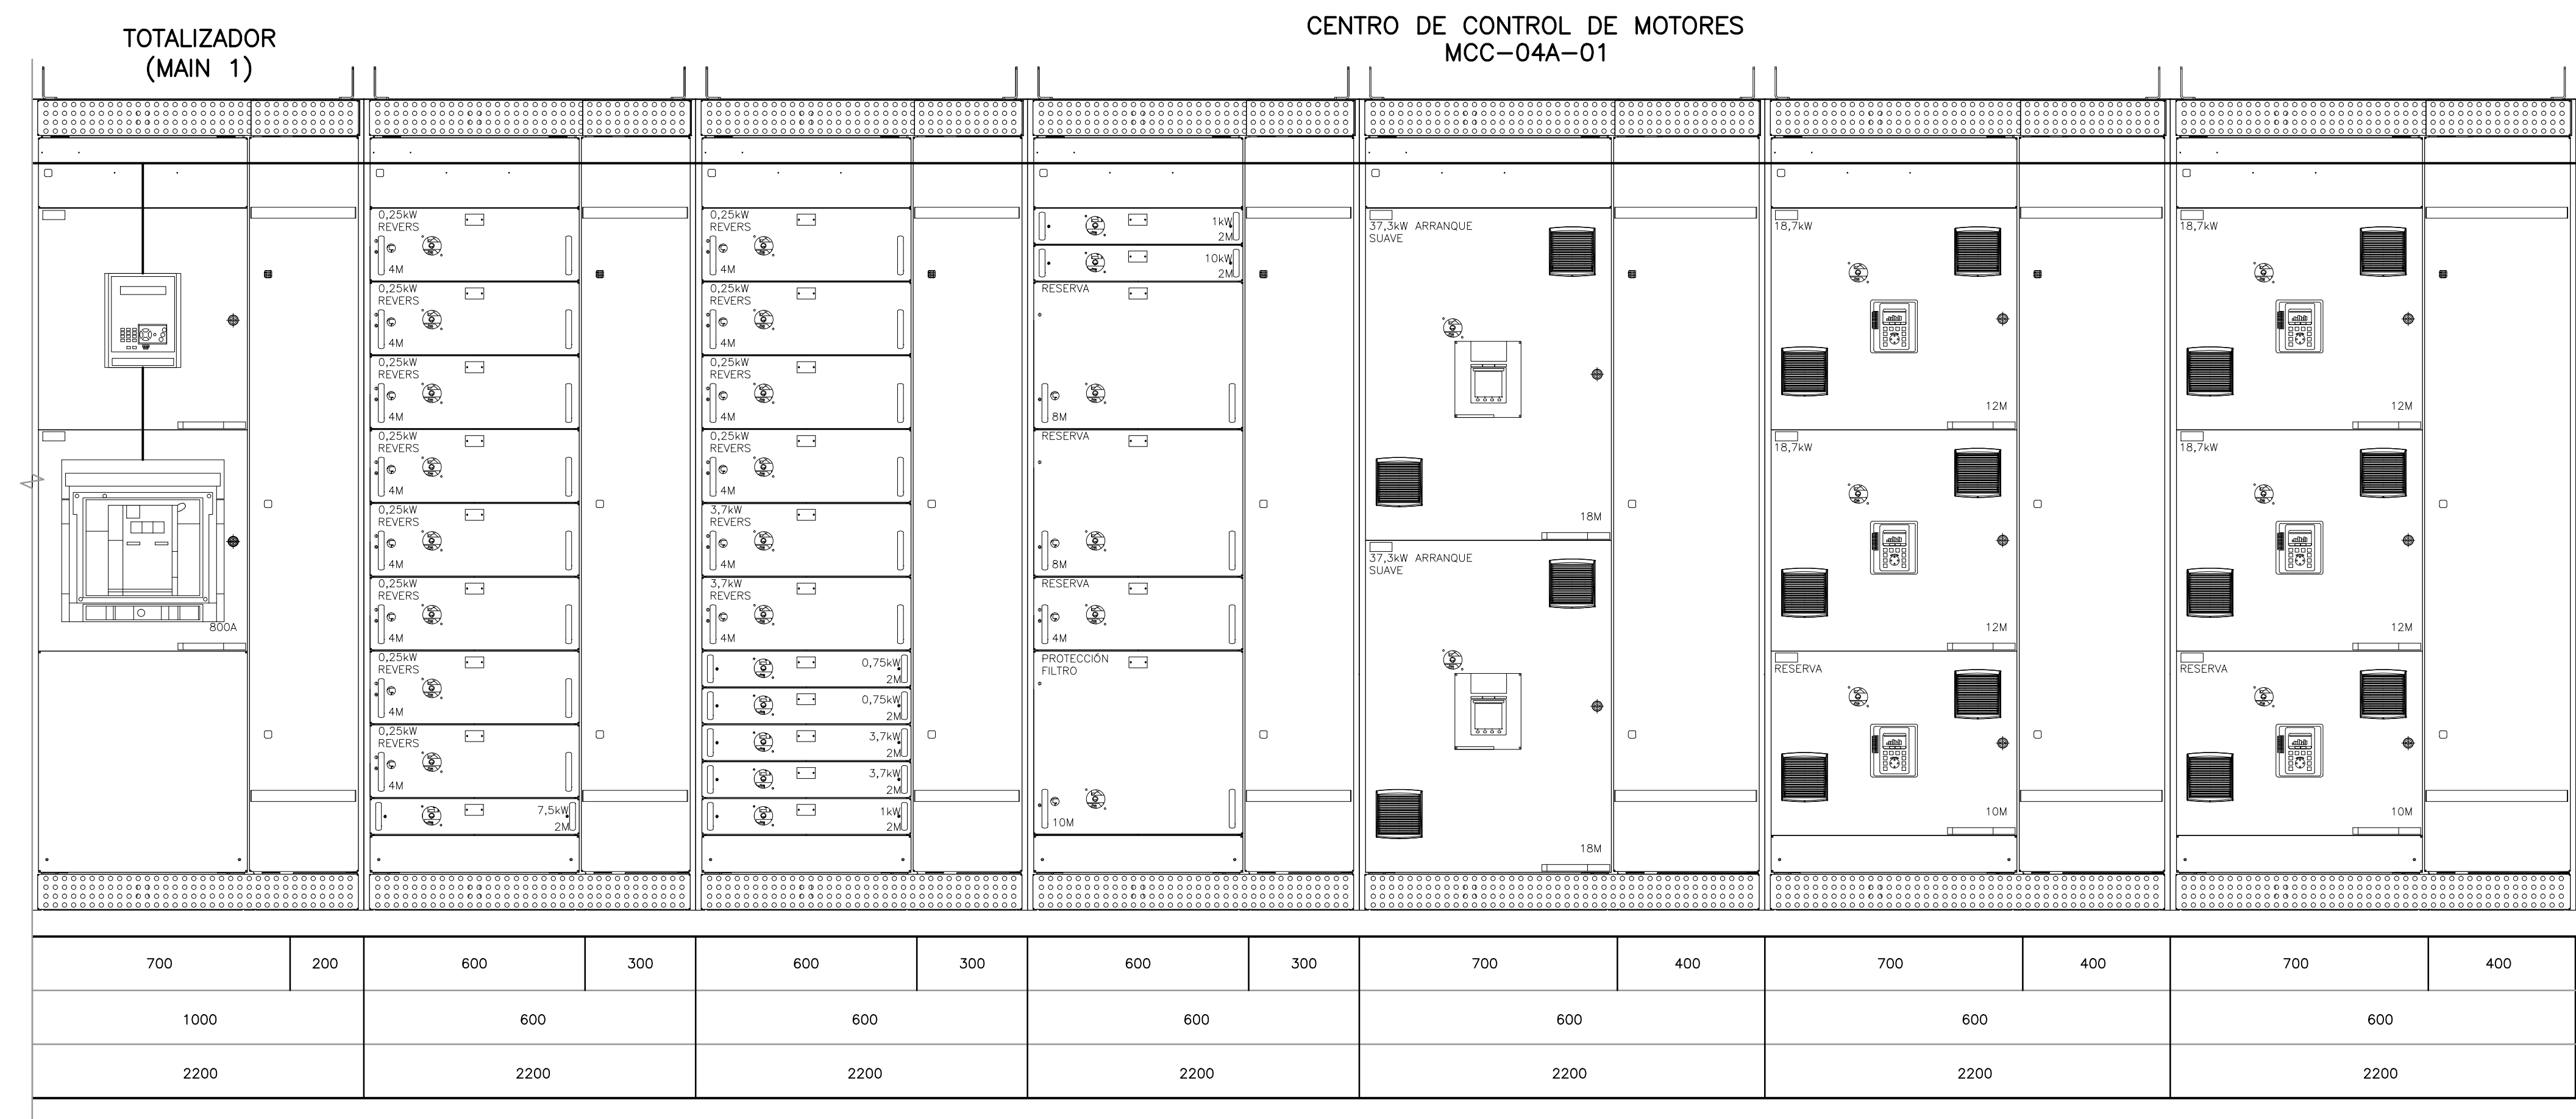 TOTALIZADOR
(MAIN 1)
CENTRO DE CONTROL DE MOTORES
MCC-04A-01
800A
0,25kW
REVERS
4M
0,25kW
REVERS
4M
0,25kW
REVERS
4M
0,25kW
REVERS
4M
0,25kW
REVERS
4M
0,25kW
REVERS
4M
0,25kW
REVERS
4M
0,25kW
REVERS
4M
7,5kW
2M
0,25kW
REVERS
4M
0,25kW
REVERS
4M
0,25kW
REVERS
4M
0,25kW
REVERS
4M
3,7kW
REVERS
4M
3,7kW
REVERS
4M
0,75kW
2M
0,75kW
2M
3,7kW
2M
3,7kW
2M
1kW
2M
1kW
2M
10kW
2M
RESERVA
8M
RESERVA
8M
RESERVA
4M
PROTECCIÓN
FILTRO
10M
37,3kW ARRANQUE
SUAVE
18M
37,3kW ARRANQUE
SUAVE
18M
18,7kW
12M
18,7kW
12M
RESERVA
10M
18,7kW
12M
18,7kW
12M
RESERVA
10M
700 200 600 300 600 300 600 300 700 400 700 400 700 400
1000 600 600 600 600 600 600
2200 2200 2200 2200 2200 2200 2200